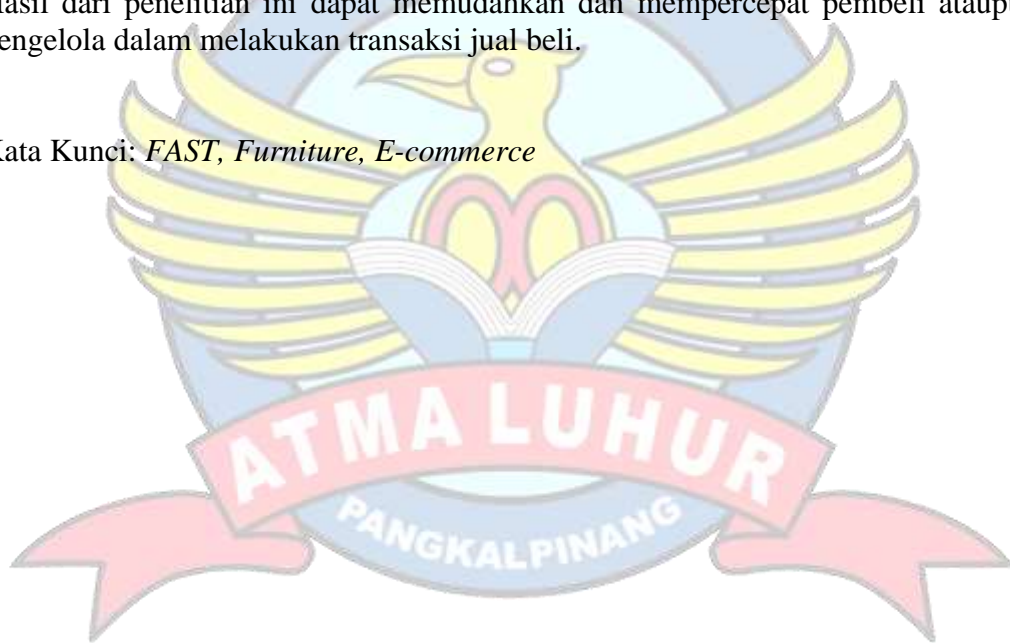 Hasil dari penelitian ini dapat memudahkan dan mempercepat pembeli
pengelola dalam melakukan transaksi jual beli.
Kata Kunci: FAST, Furniture, E-commerce
ATMA LUHUR
PANGKALPINANG